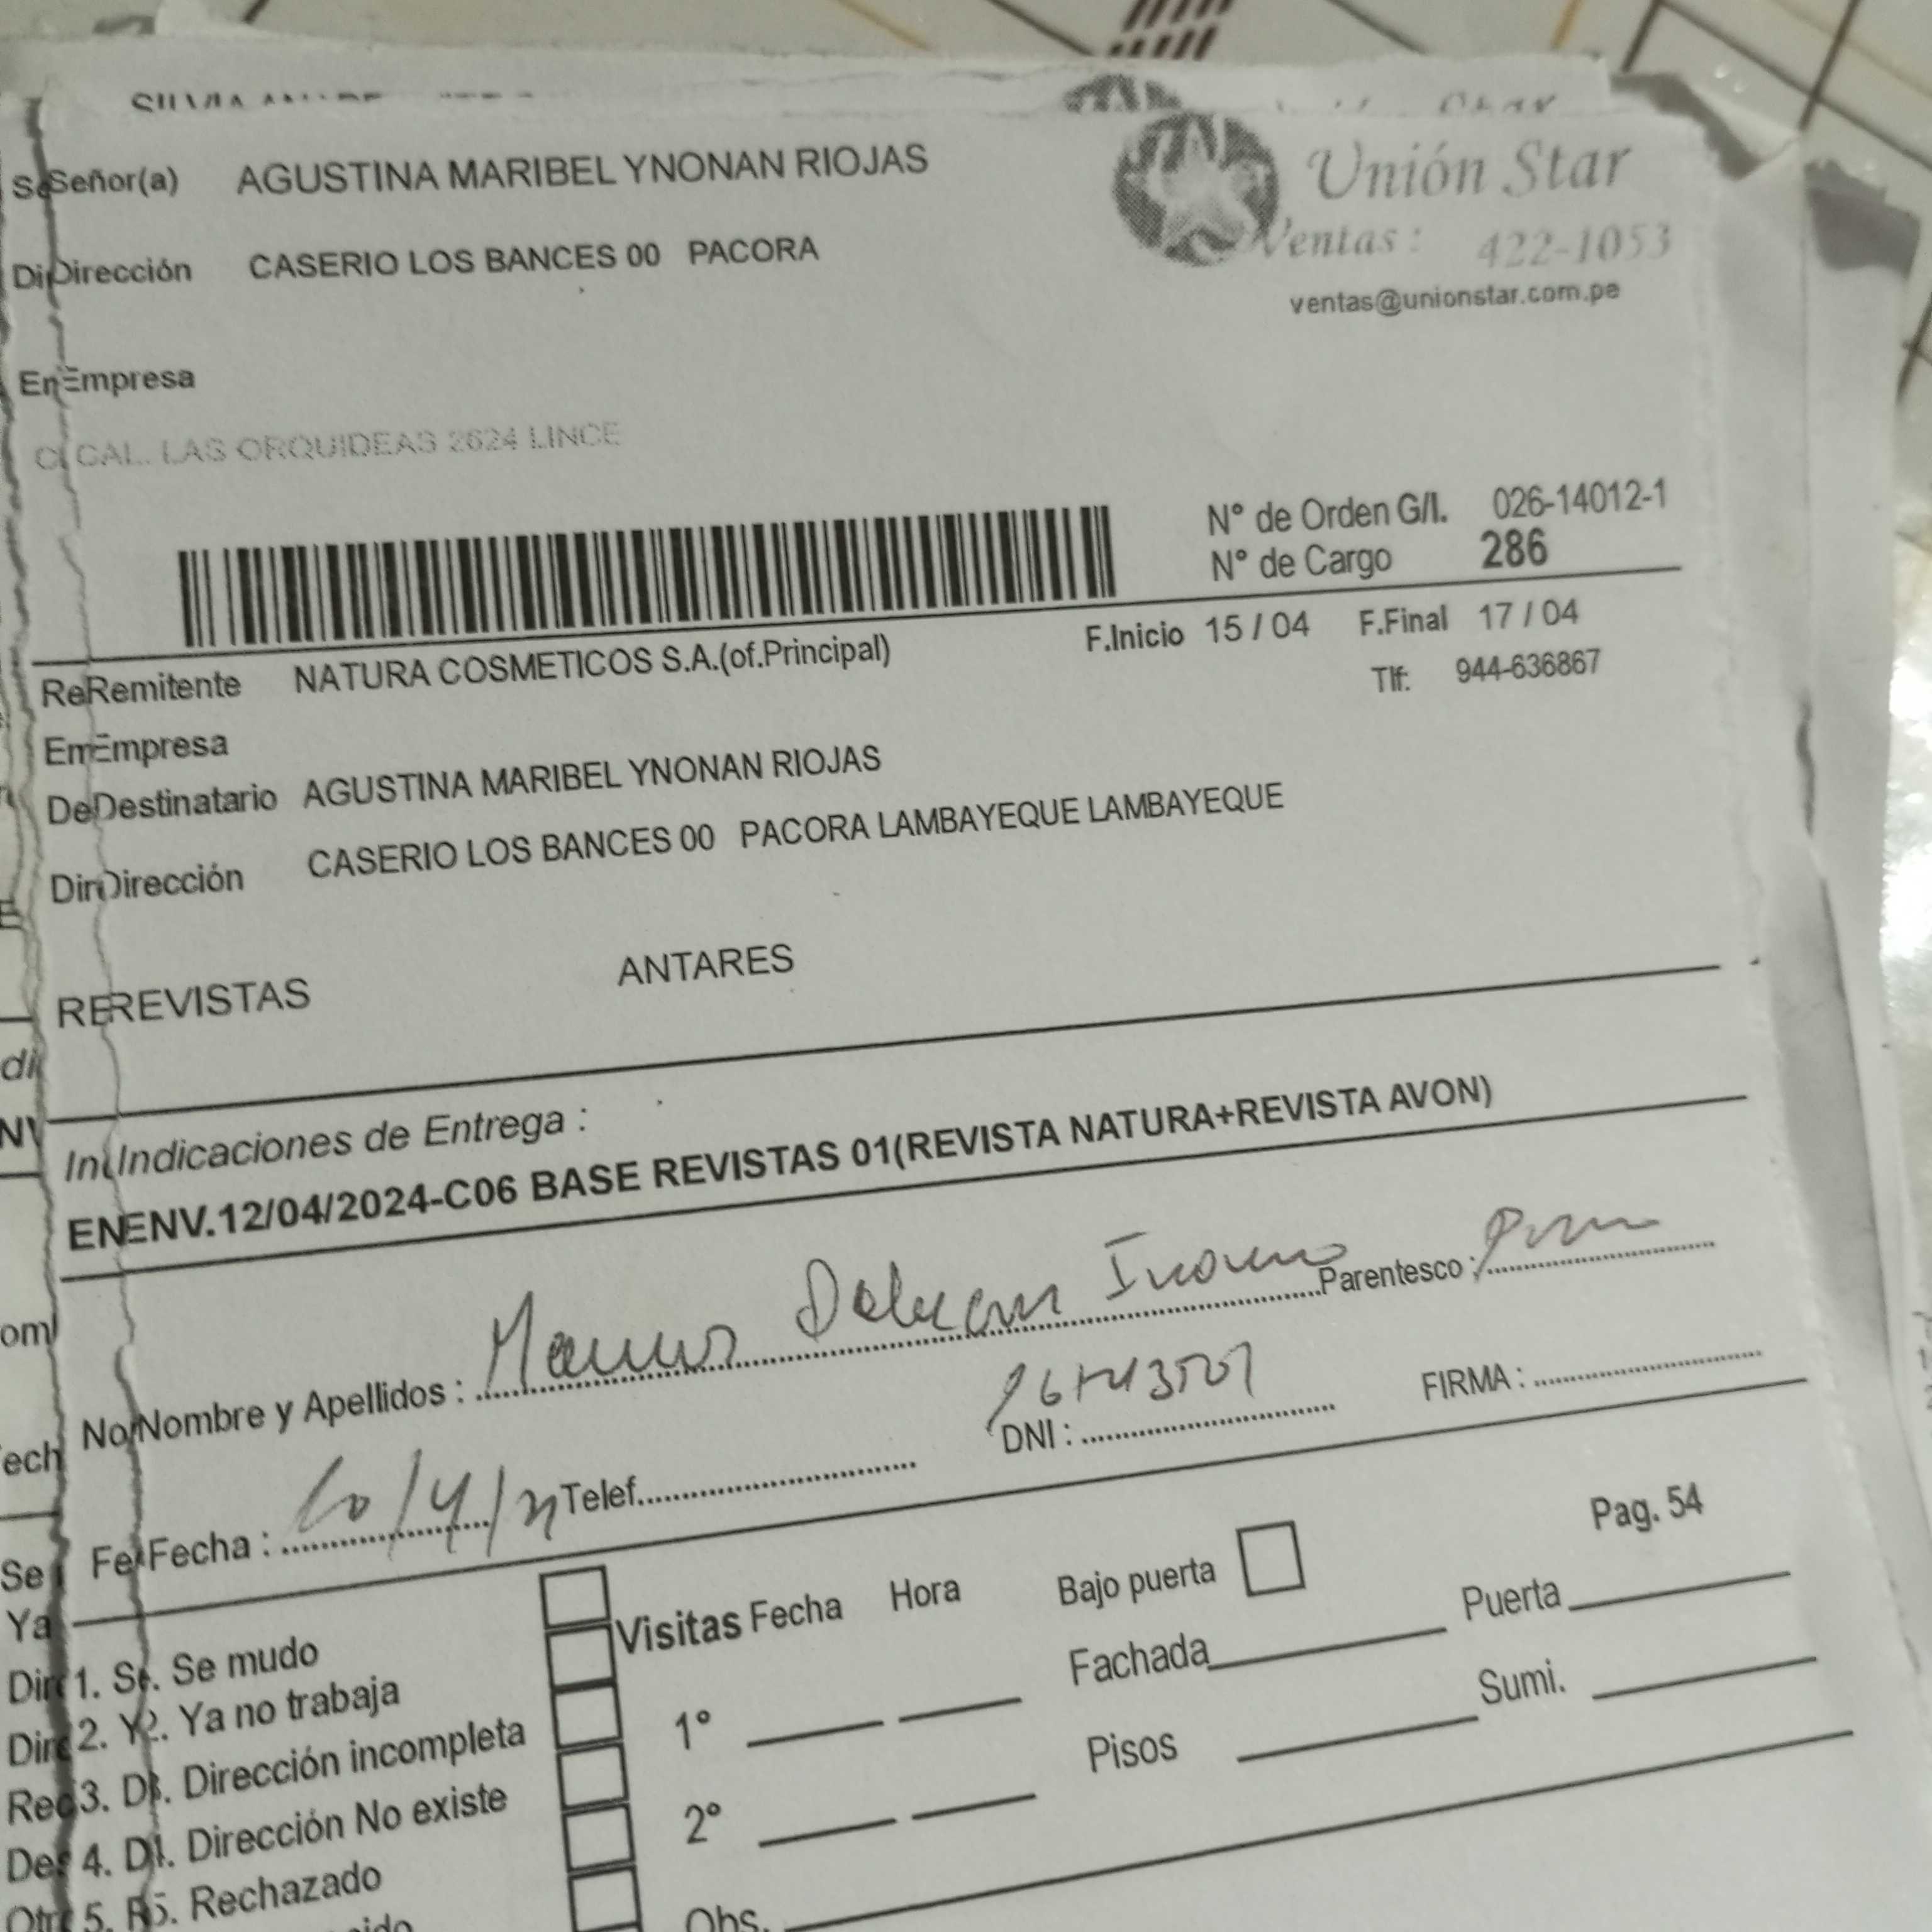 Señor(a) AGUSTINA MARIBEL YNONAN RIOJAS
Unión Star
Dirección CASERIO LOS BANCES 00 PACORA
Ventas: 422-1053
ventas@unionstar.com.pe
Empresa
CAL. LAS ORQUIDEAS 2624 LINCE
N° de Orden G/I. 026-14012-1
N° de Cargo 286
Remitente NATURA COSMETICOS S.A.(of.Principal) F.Inicio 15 / 04 F.Final 17 / 04
Tlf: 944-636867
Empresa
Destinatario AGUSTINA MARIBEL YNONAN RIOJAS
Dirección CASERIO LOS BANCES 00 PACORA LAMBAYEQUE LAMBAYEQUE
REVISTAS ANTARES
Indicaciones de Entrega :
ENV.12/04/2024-C06 BASE REVISTAS 01(REVISTA NATURA+REVISTA AVON)
Nombre y Apellidos : Parentesco :
Fecha : Telef. DNI : FIRMA :
Pag. 54
Visitas Fecha Hora Bajo puerta
1. Se mudo Fachada Puerta
2. Ya no trabaja 1° Pisos Sumi.
3. Dirección incompleta
4. Dirección No existe 2°
5. Rechazado
Obs.